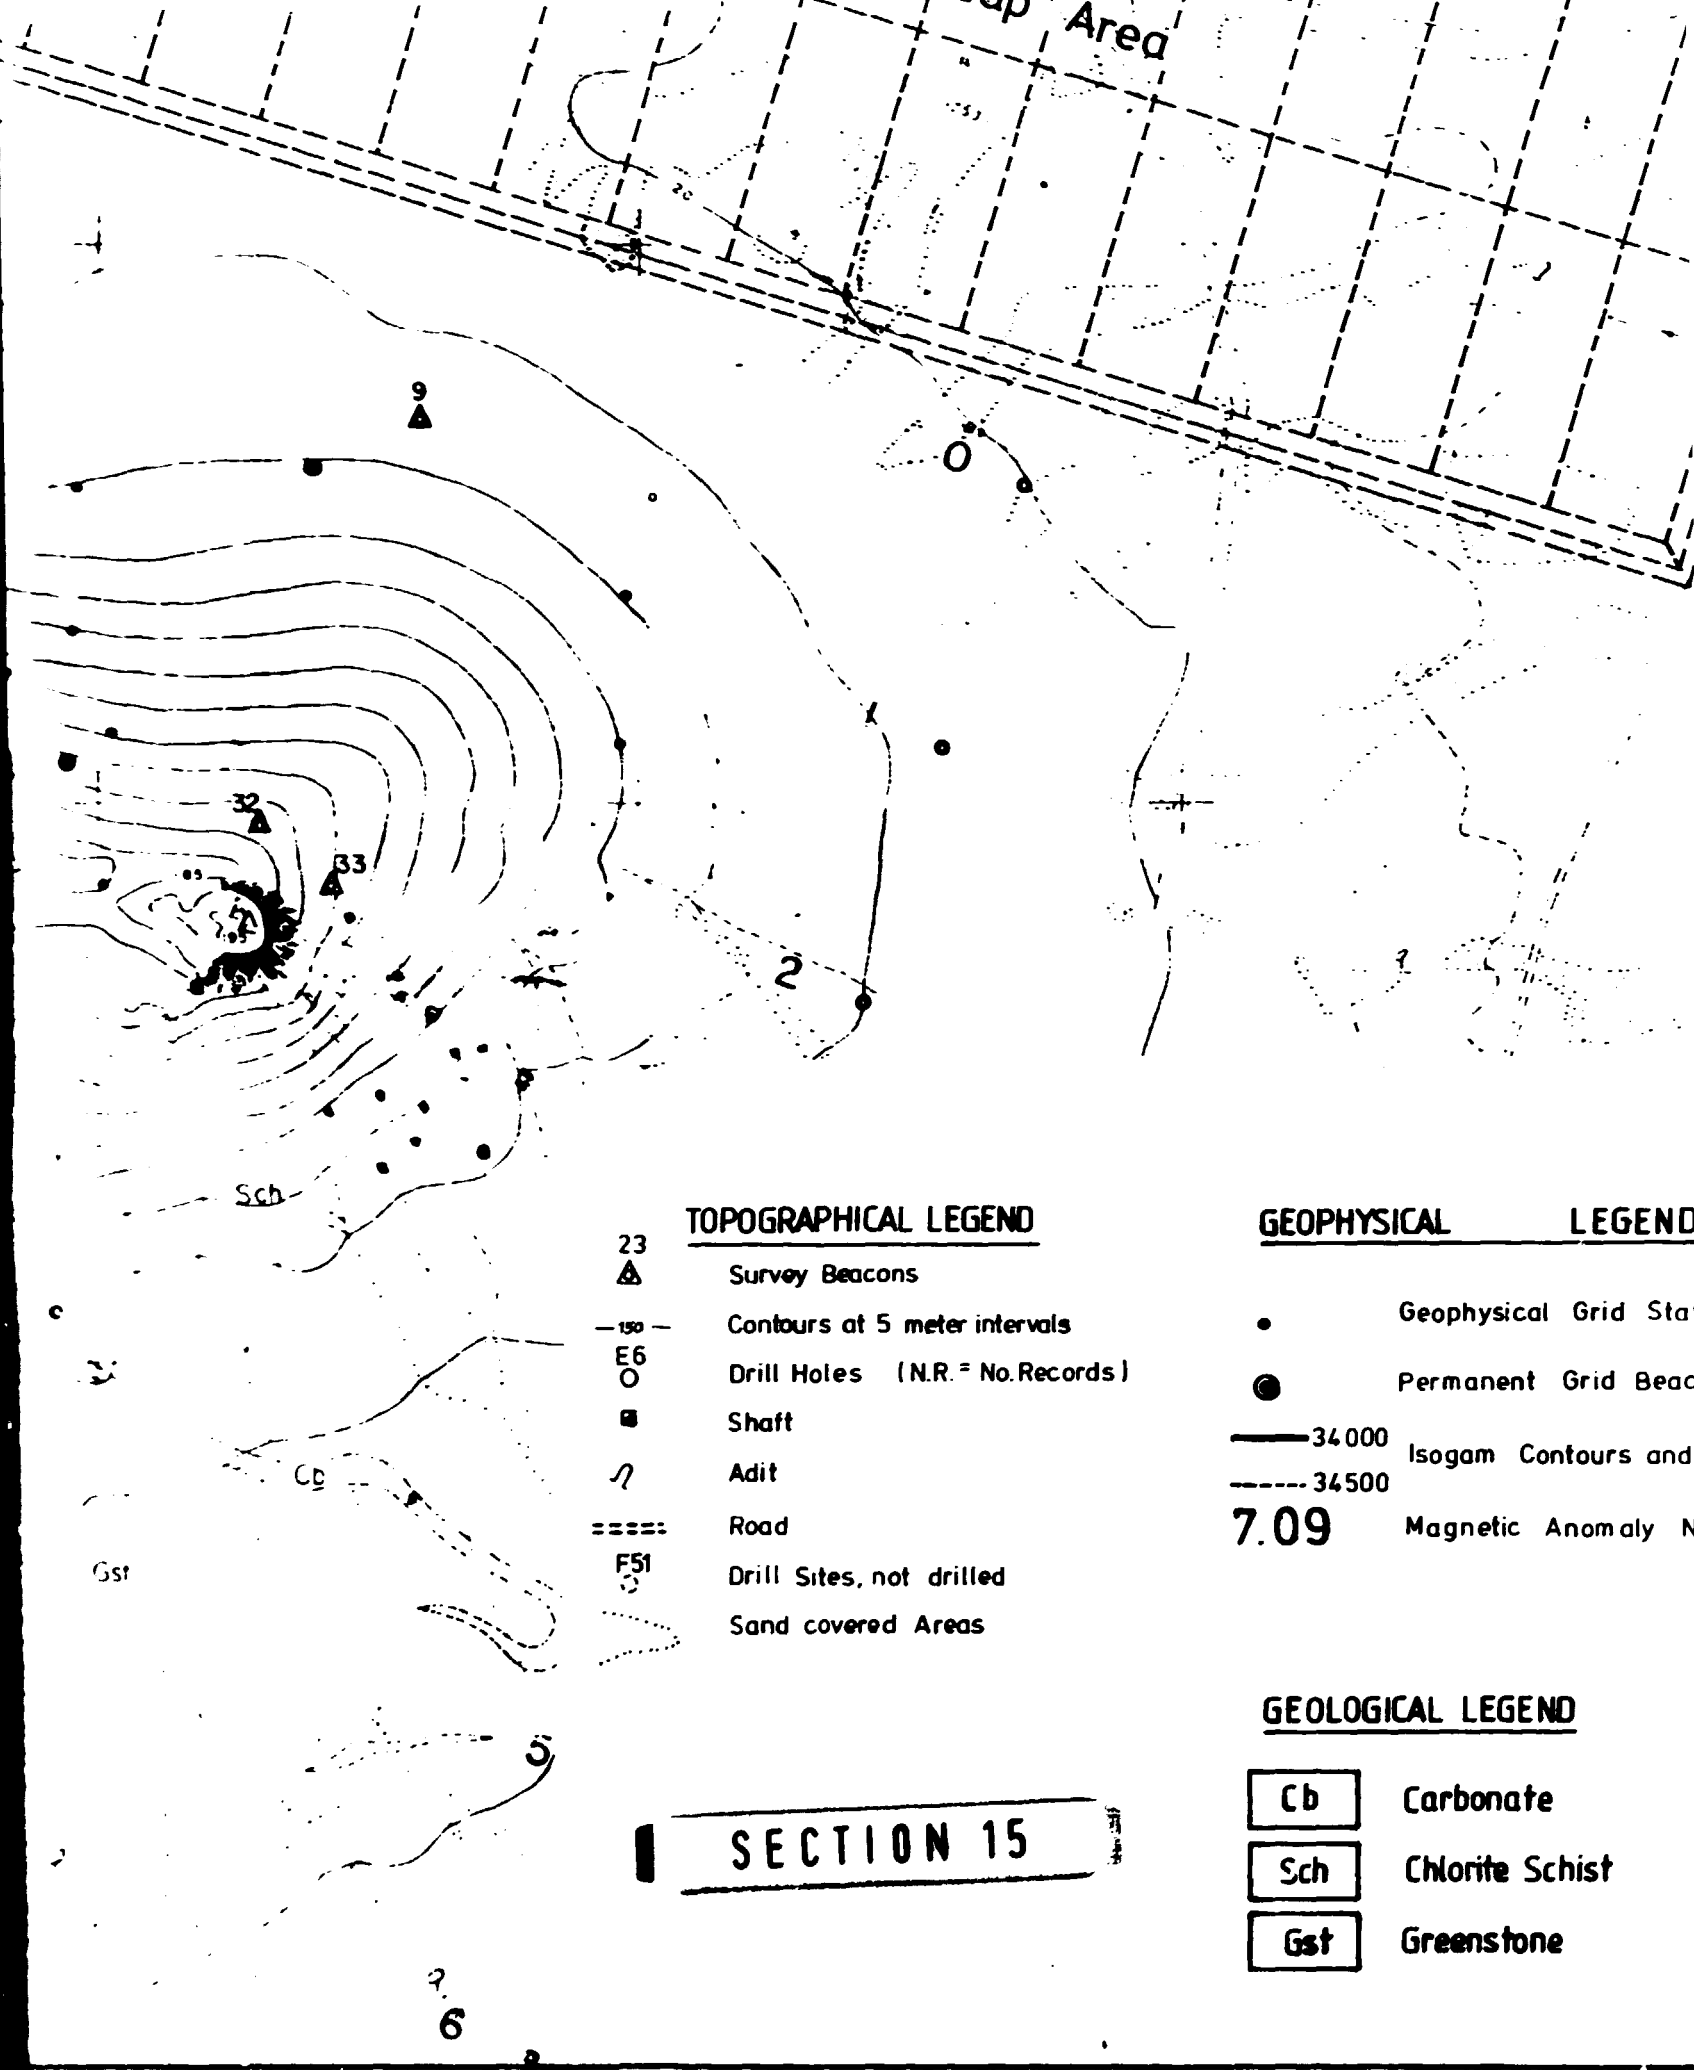 Area
20
9
0
32
33
85
2
?
Sch
Cb
Gst
5
?
6
TOPOGRAPHICAL LEGEND
23
Survey Beacons
150
Contours at 5 meter intervals
E6
Drill Holes (N.R. = No. Records)
Shaft
Adit
Road
F51
Drill Sites, not drilled
Sand covered Areas
GEOPHYSICAL LEGEND
Geophysical Grid Sta
Permanent Grid Beac
34000
Isogam Contours and
34500
7.09 Magnetic Anomaly N
SECTION 15
GEOLOGICAL LEGEND
Cb Carbonate
Sch Chlorite Schist
Gst Greenstone